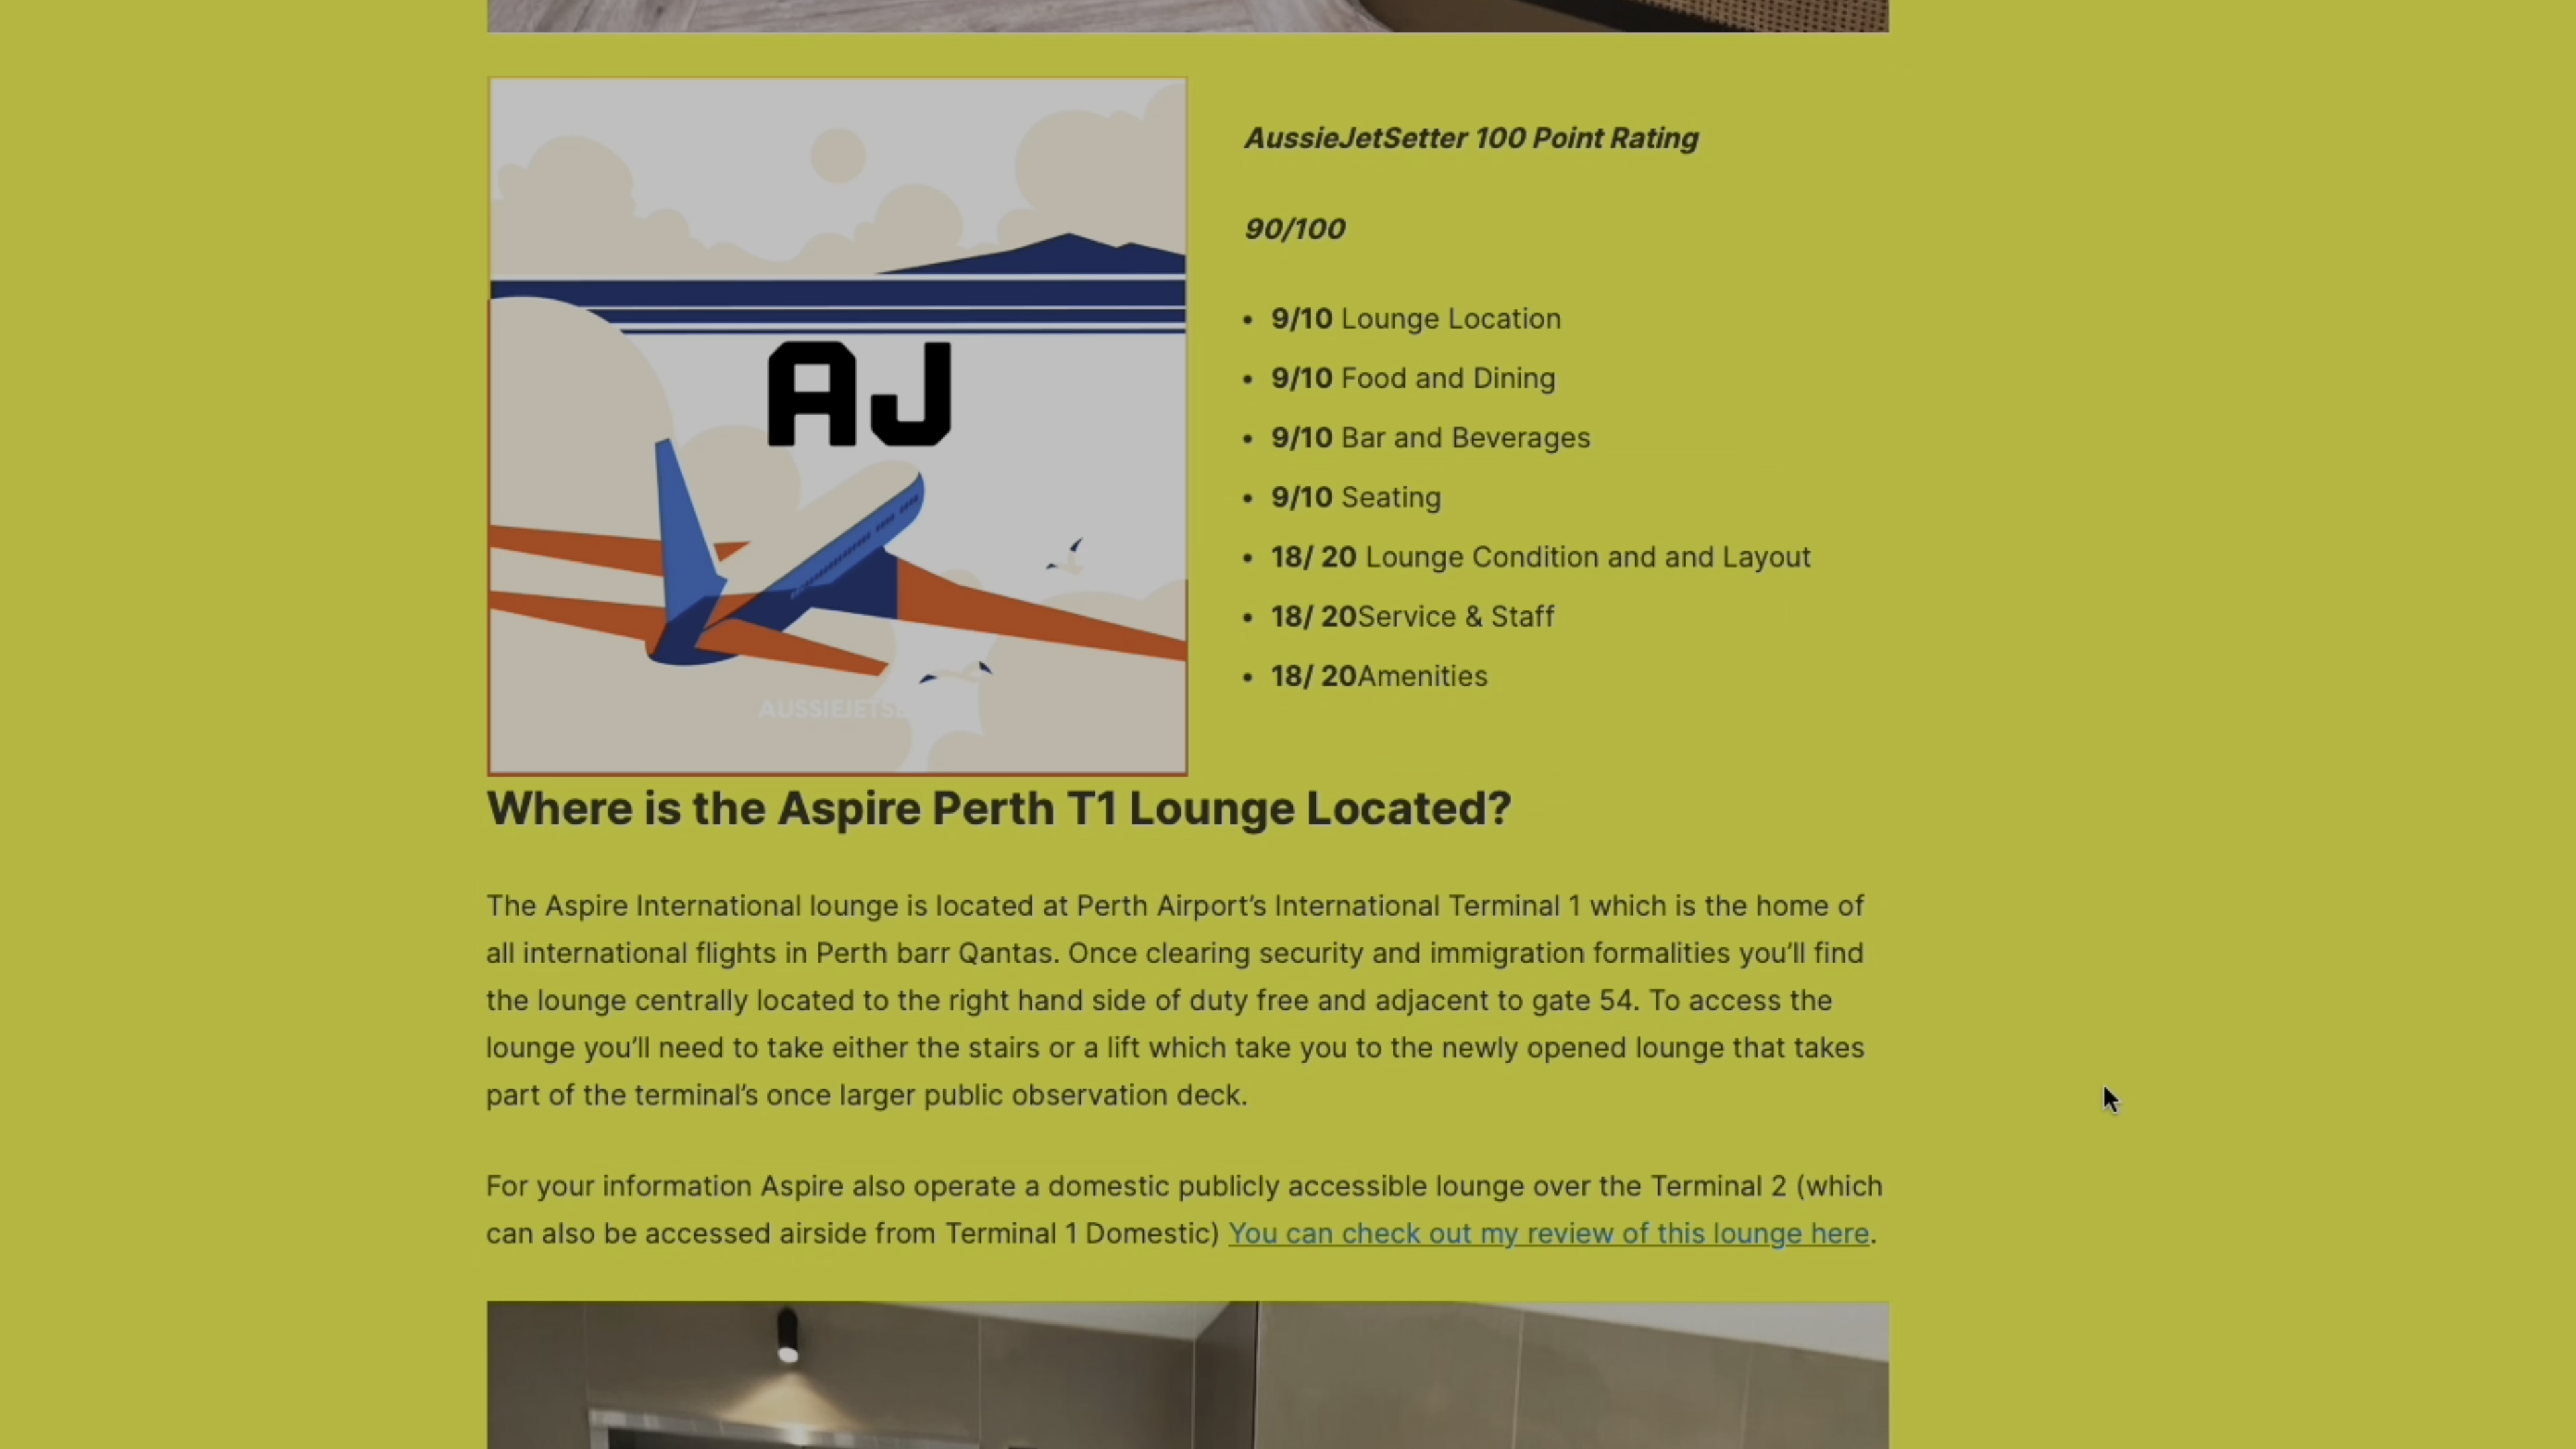 AJ
AUSSIEJETS
AussieJetSetter 100 Point Rating
90/100
• 9/10 Lounge Location
• 9/10 Food and Dining
• 9/10 Bar and Beverages
• 9/10 Seating
• 18/ 20 Lounge Condition and and Layout
• 18/ 20Service & Staff
• 18/ 20Amenities
Where is the Aspire Perth T1 Lounge Located?
The Aspire International lounge is located at Perth Airport’s International Terminal 1 which is the home of
all international flights in Perth barr Qantas. Once clearing security and immigration formalities you’ll find
the lounge centrally located to the right hand side of duty free and adjacent to gate 54. To access the
lounge you’ll need to take either the stairs or a lift which take you to the newly opened lounge that takes
part of the terminal’s once larger public observation deck.
For your information Aspire also operate a domestic publicly accessible lounge over the Terminal 2 (which
can also be accessed airside from Terminal 1 Domestic) You can check out my review of this lounge here.